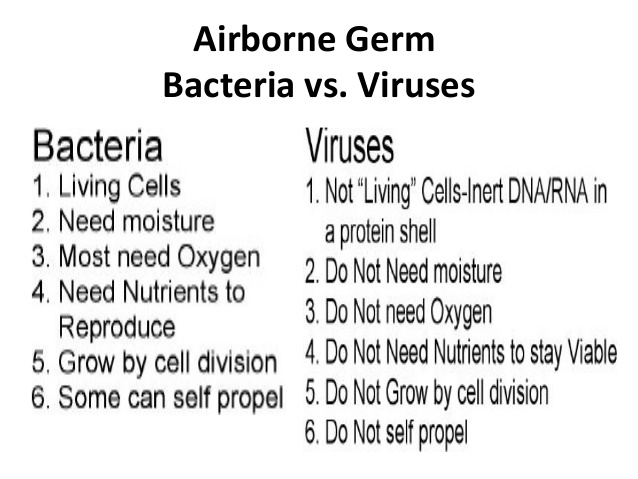 Airborne Germ
Bacteria vs. Viruses
Bacteria
1. Living Cells
2. Need moisture
3. Most need Oxygen
4. Need Nutrients to
Reproduce
5. Grow by cell division
6. Some can self propel
Viruses
1. Not “Living” Cells-Inert DNA/RNA in
a protein shell
2. Do Not Need moisture
3. Do Not need Oxygen
4. Do Not Need Nutrients to stay Viable
5. Do Not Grow by cell division
6. Do Not self propel